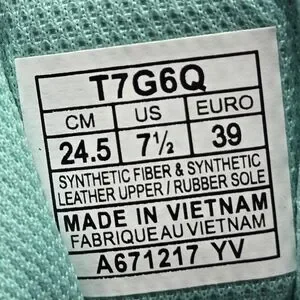 T7G6Q
CM US EURO
24.5 7½ 39
SYNTHETIC FIBER & SYNTHETIC
LEATHER UPPER / RUBBER SOLE
MADE IN VIETNAM
FABRIQUE AU VIETNAM
A671217 YV